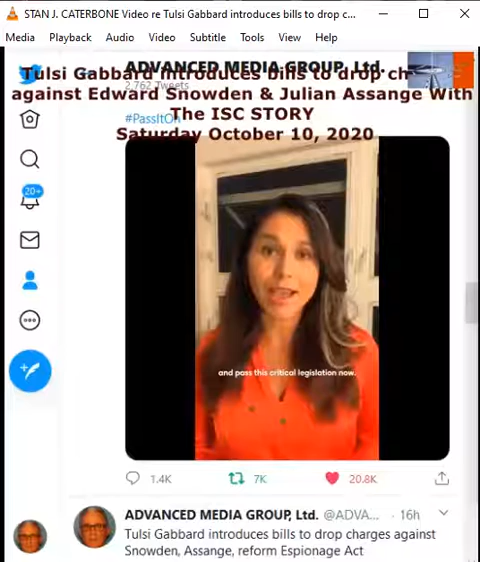 STAN J. CATERBONE Video re Tulsi Gabbard introduces bills to drop c...
Media Playback Audio Video Subtitle Tools View Help
ADVANCED MEDIA GROUP, Ltd.
2,762 Tweets
Tulsi Gabbard introduces bills to drop ch
against Edward Snowden & Julian Assange With
The ISC STORY
Saturday October 10, 2020
#PassItOn
20+
and pass this critical legislation now.
1.4K 7K 20.8K
ADVANCED MEDIA GROUP, Ltd. @ADVA... · 16h
Tulsi Gabbard introduces bills to drop charges against
Snowden, Assange, reform Espionage Act